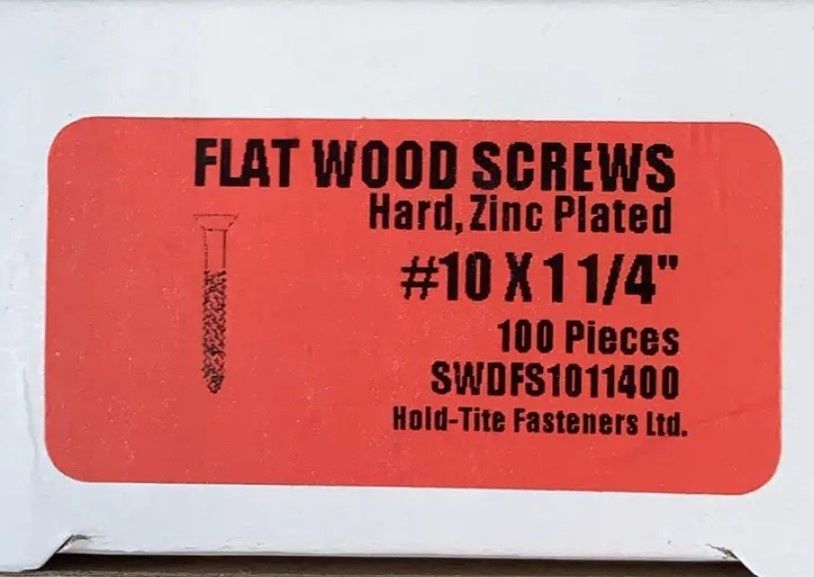 FLAT WOOD SCREWS
Hard, Zinc Plated
#10 X 1 1/4"
100 Pieces
SWDFS1011400
Hold-Tite Fasteners Ltd.